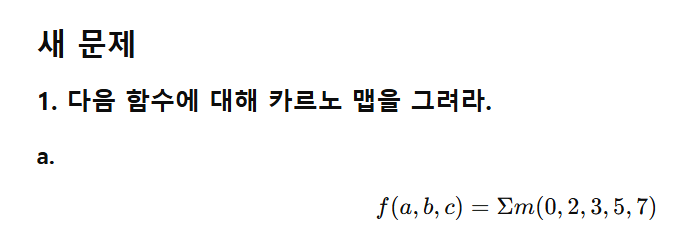 새 문제
1. 다음 함수에 대해 카르노 맵을 그려라.
a.
f(a, b, c) = Σm(0, 2, 3, 5, 7)